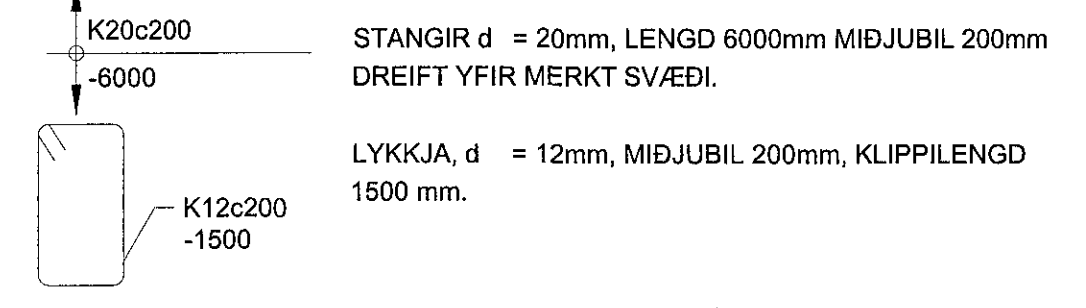 K20c200
-6000
STANGIR d = 20mm, LENGD 6000mm MIÐJUBIL 200mm
DREIFT YFIR MERKT SVÆÐI.
LYKKJA, d = 12mm, MIÐJUBIL 200mm, KLIPPILENGD
1500 mm.
K12c200
-1500